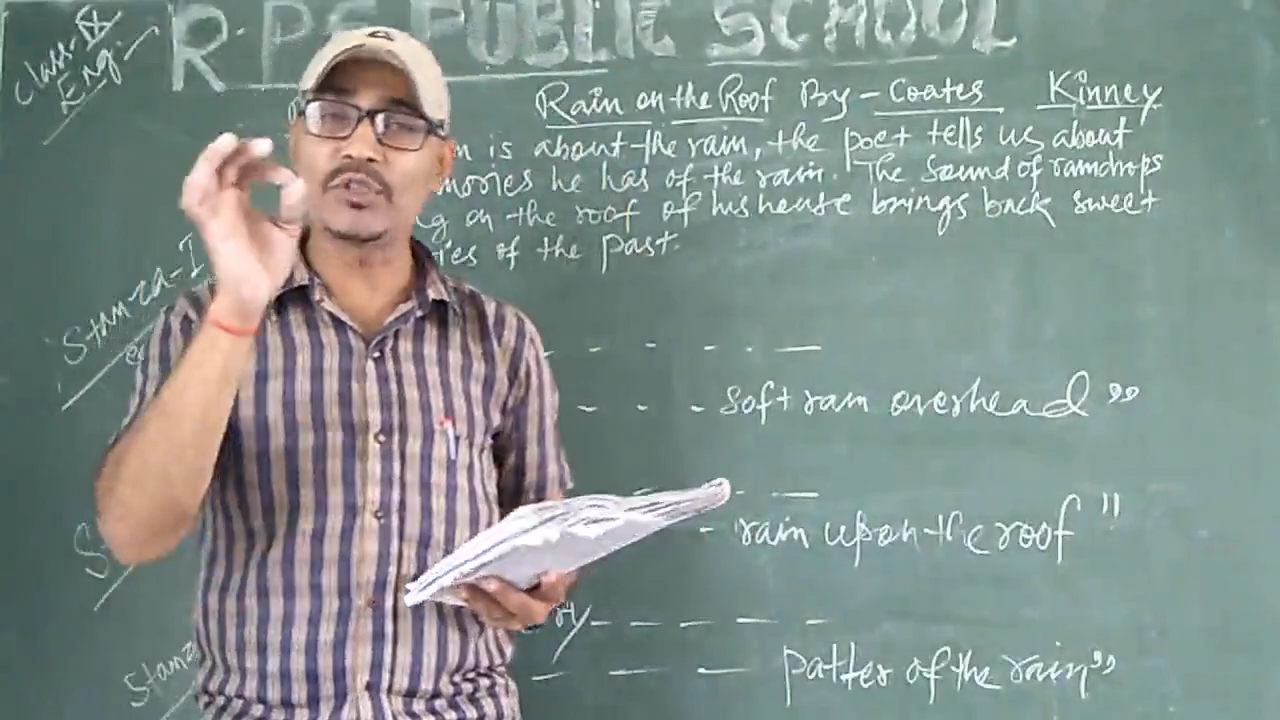 Class-IX
Eng.
R.P.S PUBLIC SCHOOL
Rain on the Roof By - Coates Kinney
is about the rain, the poet tells us about
he has of the rain. The Sound of raindrops
on the roof of his house brings back sweet
of the past.
Stanza-I
soft rain overhead"
rain upon the roof"
Stanza
patter of the rain"